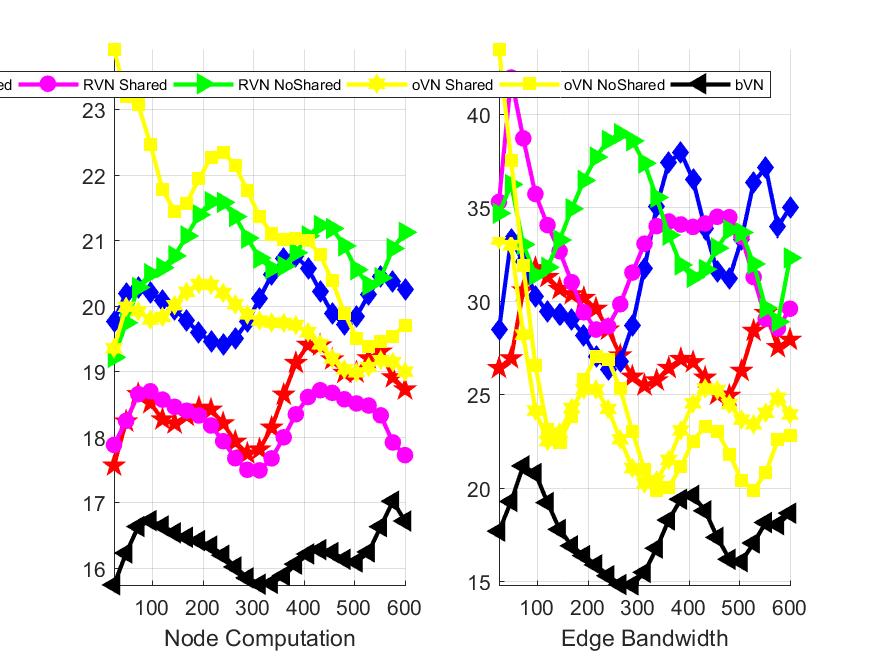 ed RVN Shared RVN NoShared oVN Shared oVN NoShared bVN
23
22
21
20
19
18
17
16
100 200 300 400 500 600
Node Computation
40
35
30
25
20
15
100 200 300 400 500 600
Edge Bandwidth